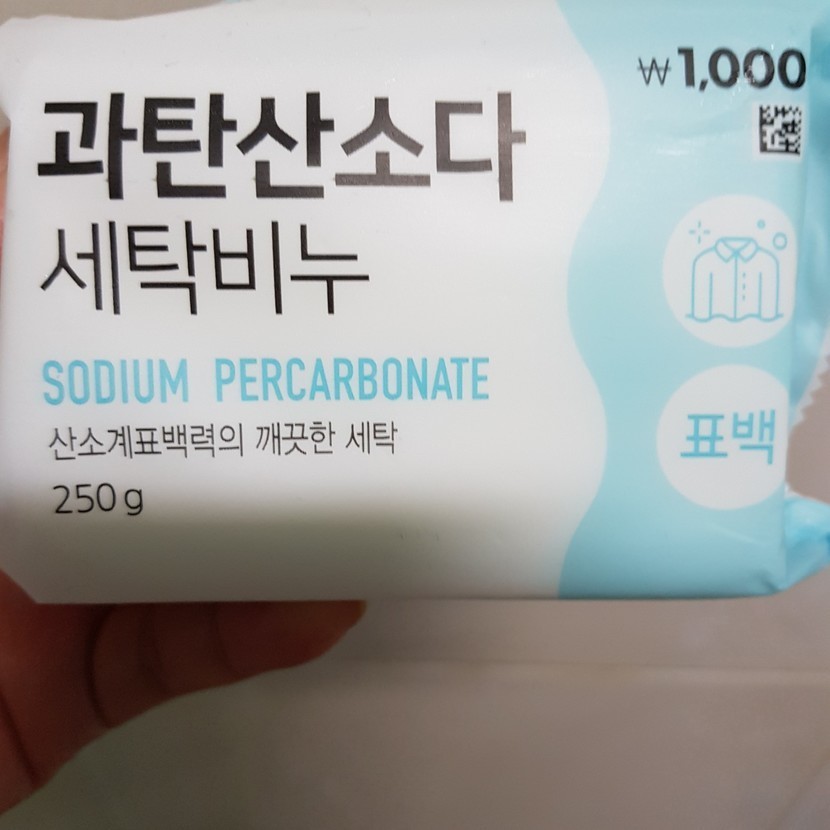 ₩1,000
과탄산소다
세탁비누
SODIUM PERCARBONATE
산소계표백력의 깨끗한 세탁
250g
표백